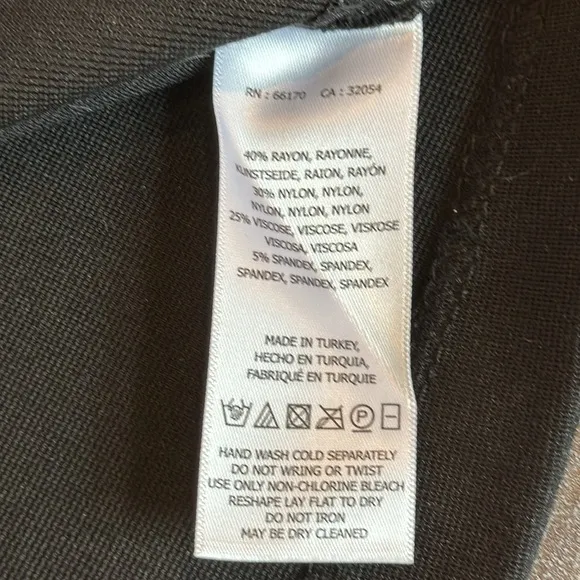 RN : 66170 CA : 32054
40% RAYON, RAYONNE,
KUNSTSEIDE, RAION, RAYÓN
30% NYLON, NYLON,
NYLON, NYLON, NYLON
25% VISCOSE, VISCOSE, VISKOSE
VISCOSA, VISCOSA
5% SPANDEX, SPANDEX,
SPANDEX, SPANDEX, SPANDEX
MADE IN TURKEY,
HECHO EN TURQUIA,
FABRIQUÉ EN TURQUIE
P
HAND WASH COLD SEPARATELY
DO NOT WRING OR TWIST
USE ONLY NON-CHLORINE BLEACH
RESHAPE LAY FLAT TO DRY
DO NOT IRON
MAY BE DRY CLEANED